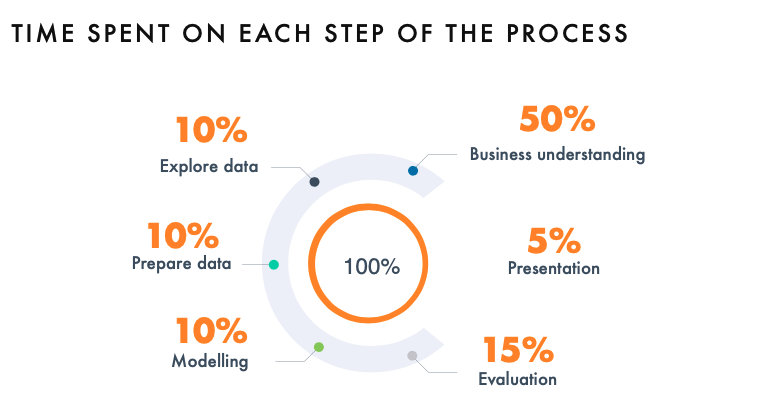 TIME SPENT ON EACH STEP OF THE PROCESS
10%
Explore data
50%
Business understanding
10%
Prepare data
100%
5%
Presentation
10%
Modelling
15%
Evaluation